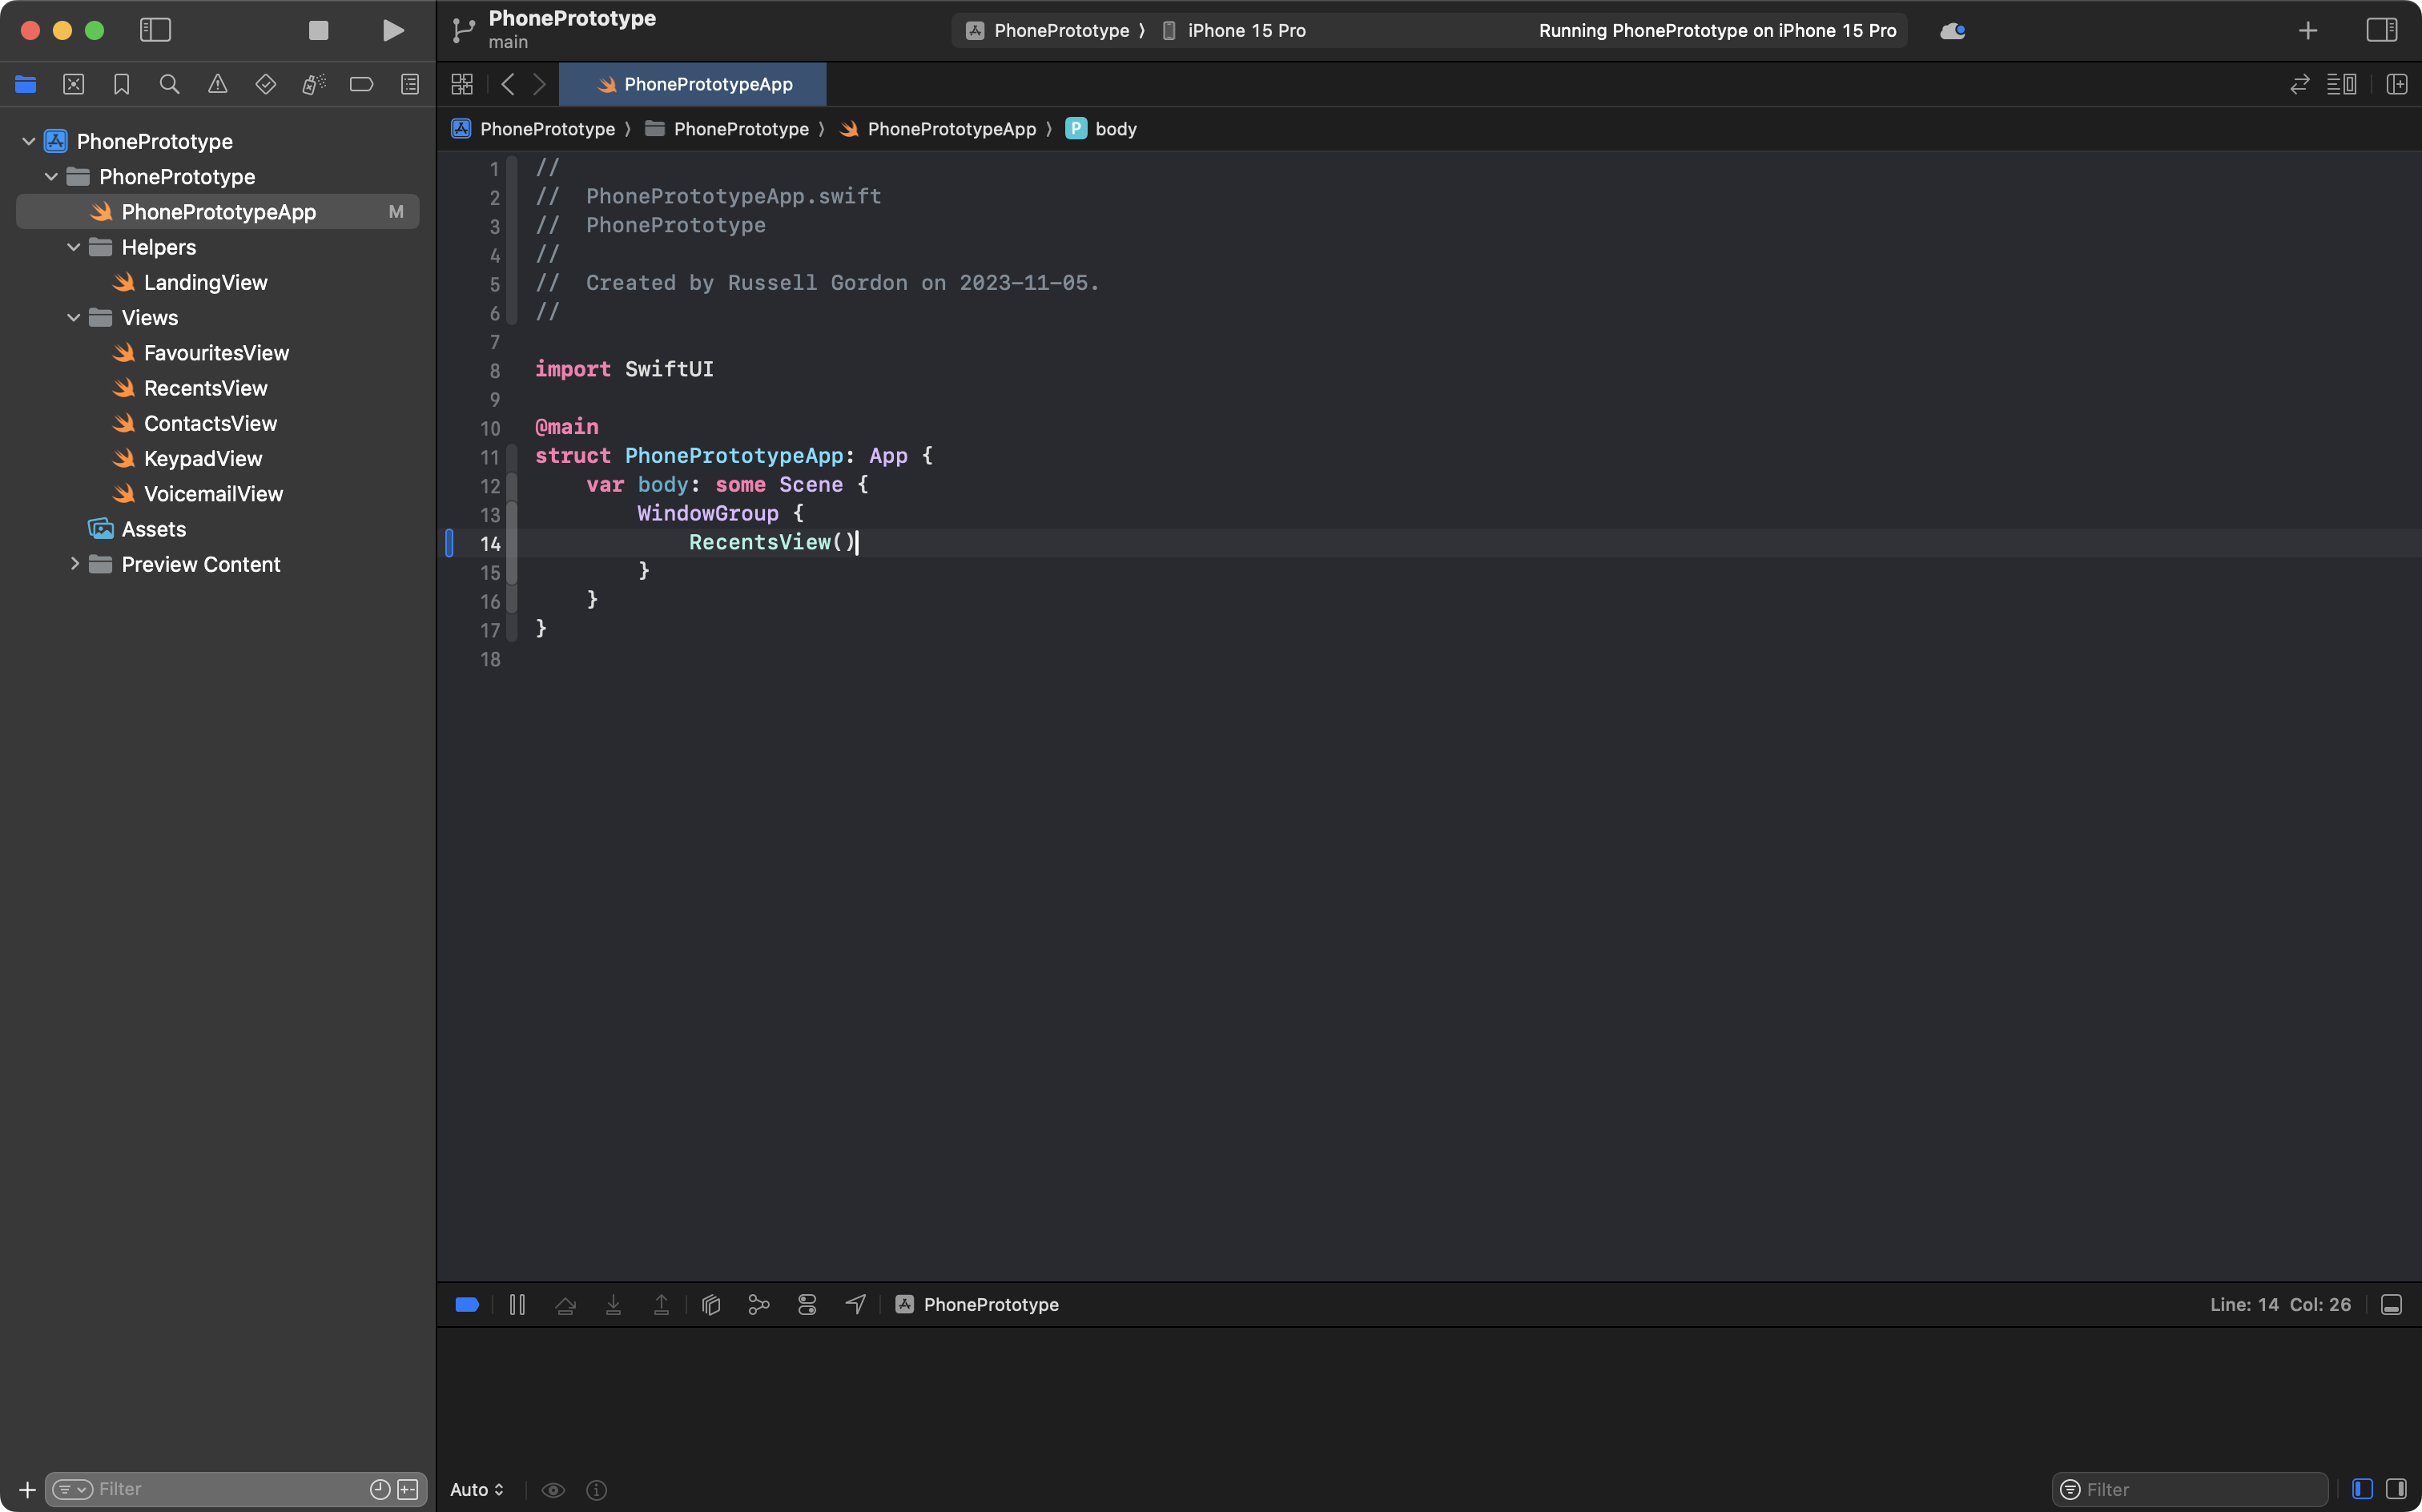 PhonePrototype
main
PhonePrototype 〉 iPhone 15 Pro
Running PhonePrototype on iPhone 15 Pro
PhonePrototypeApp
PhonePrototype 〉 PhonePrototype 〉 PhonePrototypeApp 〉 P body
PhonePrototype
PhonePrototype
PhonePrototypeApp M
Helpers
LandingView
Views
FavouritesView
RecentsView
ContactsView
KeypadView
VoicemailView
Assets
Preview Content
1 //
2 //  PhonePrototypeApp.swift
3 //  PhonePrototype
4 //
5 //  Created by Russell Gordon on 2023-11-05.
6 //
7
8 import SwiftUI
9
10 @main
11 struct PhonePrototypeApp: App {
12     var body: some Scene {
13         WindowGroup {
14             RecentsView()
15         }
16     }
17 }
18
PhonePrototype
Line: 14 Col: 26
Filter
Auto
Filter